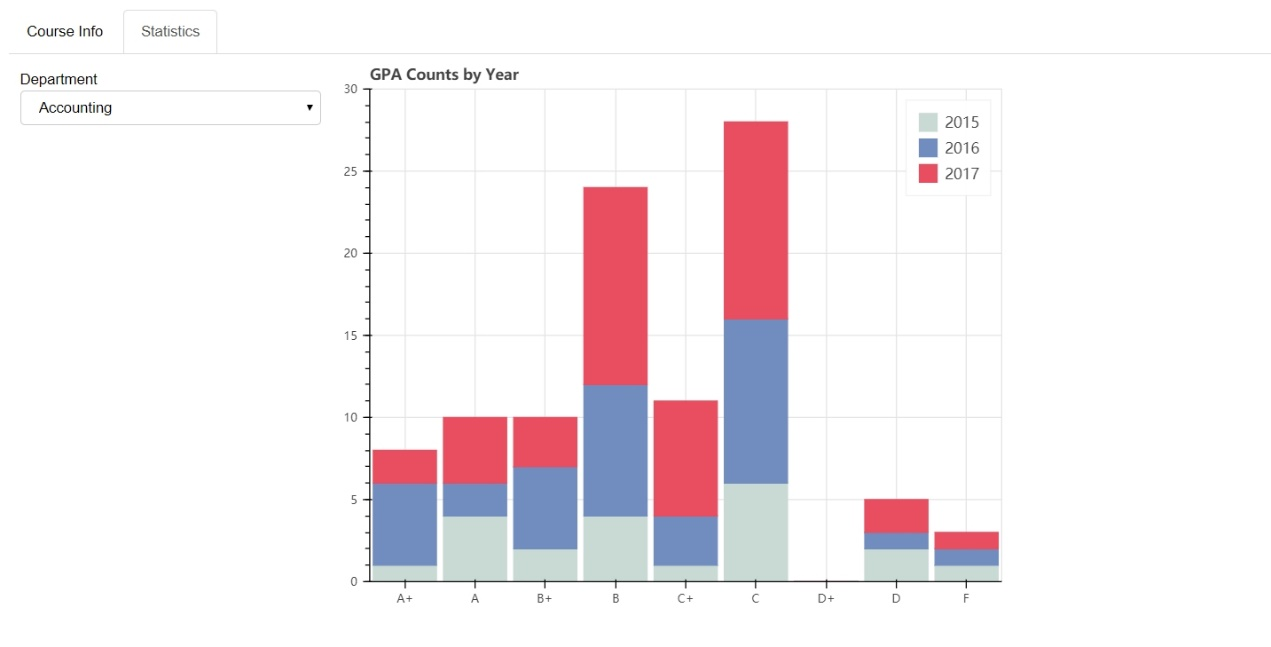 Course Info
Statistics
Department
Accounting
GPA Counts by Year
30
25
20
15
10
5
0
2015
2016
2017
A+ A B+ B C+ C D+ D F